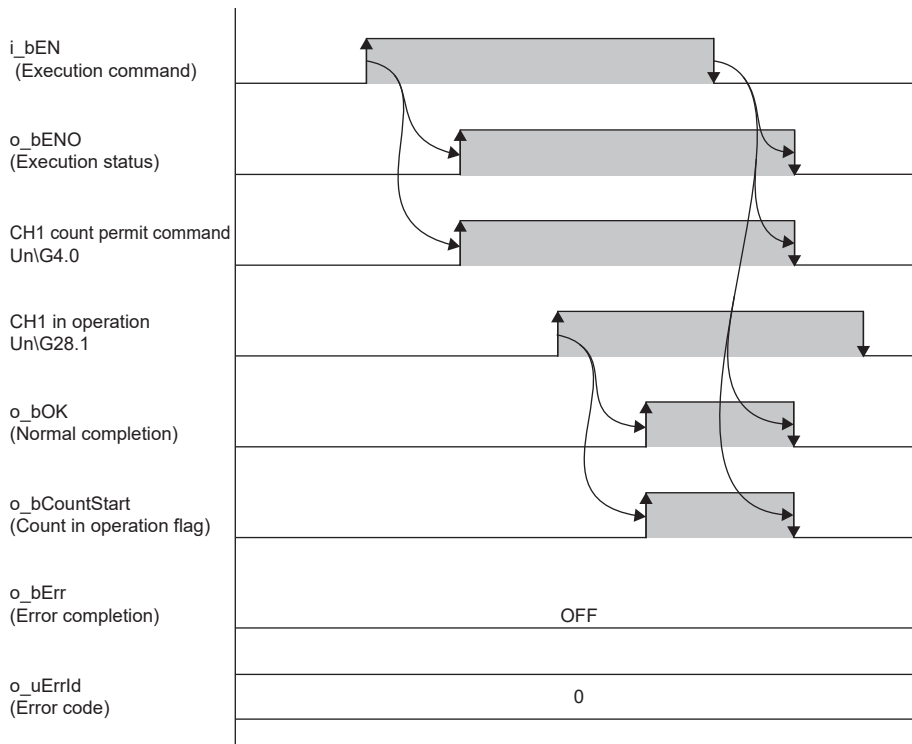 i_bEN
(Execution command)
o_bENO
(Execution status)
CH1 count permit command
Un\G4.0
CH1 in operation
Un\G28.1
o_bOK
(Normal completion)
o_bCountStart
(Count in operation flag)
o_bErr
(Error completion)
OFF
o_uErrId
(Error code)
0